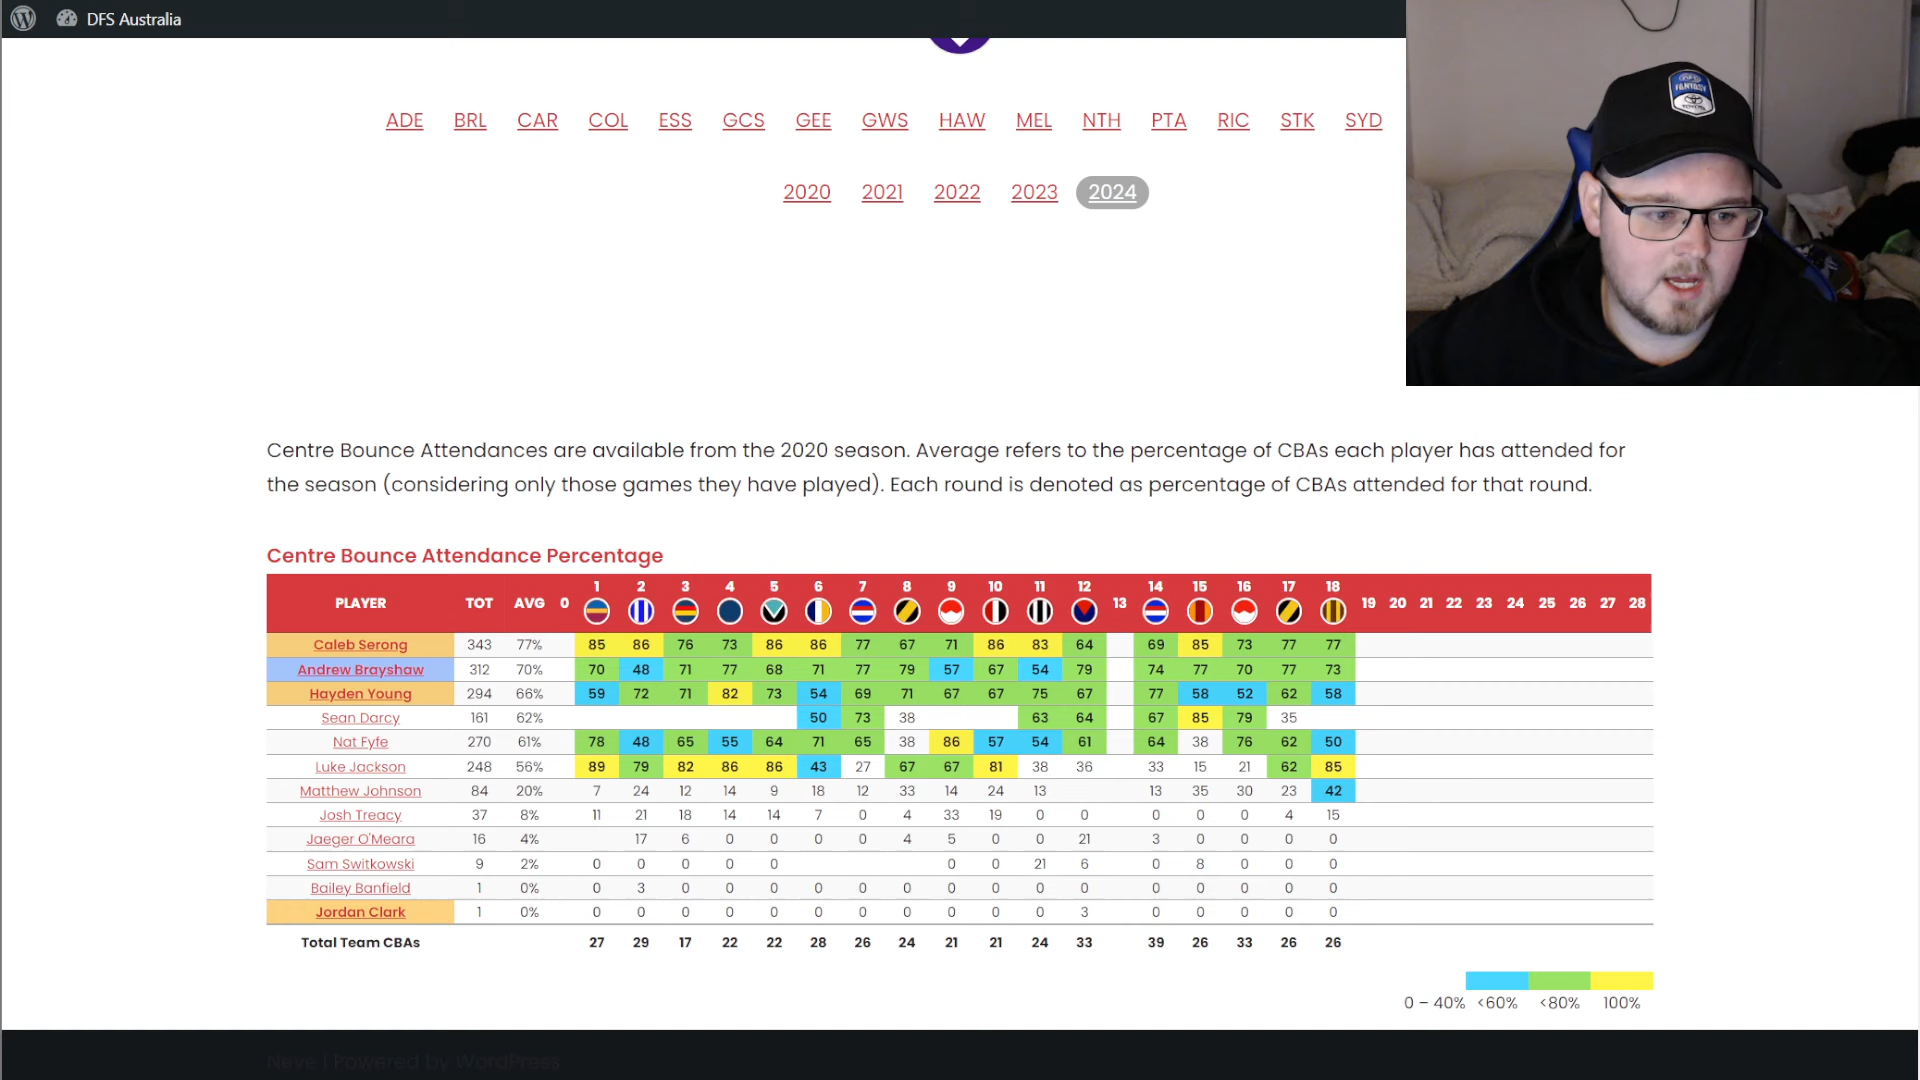 DFS Australia
FANTASY
TOYOTA
ADE BRL CAR COL ESS GCS GEE GWS HAW MEL NTH PTA RIC STK SYD
2020 2021 2022 2023 2024
Centre Bounce Attendances are available from the 2020 season. Average refers to the percentage of CBAs each player has attended for
the season (considering only those games they have played). Each round is denoted as percentage of CBAs attended for that round.
Centre Bounce Attendance Percentage
PLAYER TOT AVG 0 1 2 3 4 5 6 7 8 9 10 11 12 13 14 15 16 17 18 19 20 21 22 23 24 25 26 27 28
Caleb Serong 343 77% 85 86 76 73 86 86 77 67 71 86 83 64 69 85 73 77 77
Andrew Brayshaw 312 70% 70 48 71 77 68 71 77 79 57 67 54 79 74 77 70 77 73
Hayden Young 294 66% 59 72 71 82 73 54 69 71 67 67 75 67 77 58 52 62 58
Sean Darcy 161 62% 50 73 38 63 64 67 85 79 35
Nat Fyfe 270 61% 78 48 65 55 64 71 65 38 86 57 54 61 64 38 76 62 50
Luke Jackson 248 56% 89 79 82 86 86 43 27 67 67 81 38 36 33 15 21 62 85
Matthew Johnson 84 20% 7 24 12 14 9 18 12 33 14 24 13 13 35 30 23 42
Josh Treacy 37 8% 11 21 18 14 14 7 0 4 33 19 0 0 0 0 0 4 15
Jaeger O'Meara 16 4% 17 6 0 0 0 0 4 5 0 0 21 3 0 0 0 0
Sam Switkowski 9 2% 0 0 0 0 0 0 0 21 6 0 8 0 0 0
Bailey Banfield 1 0% 0 3 0 0 0 0 0 0 0 0 0 0 0 0 0 0 0
Jordan Clark 1 0% 0 0 0 0 0 0 0 0 0 0 0 3 0 0 0 0 0
Total Team CBAs 27 29 17 22 22 28 26 24 21 21 24 33 39 26 33 26 26
0 – 40% <60% <80% 100%
Neve | Powered by WordPress